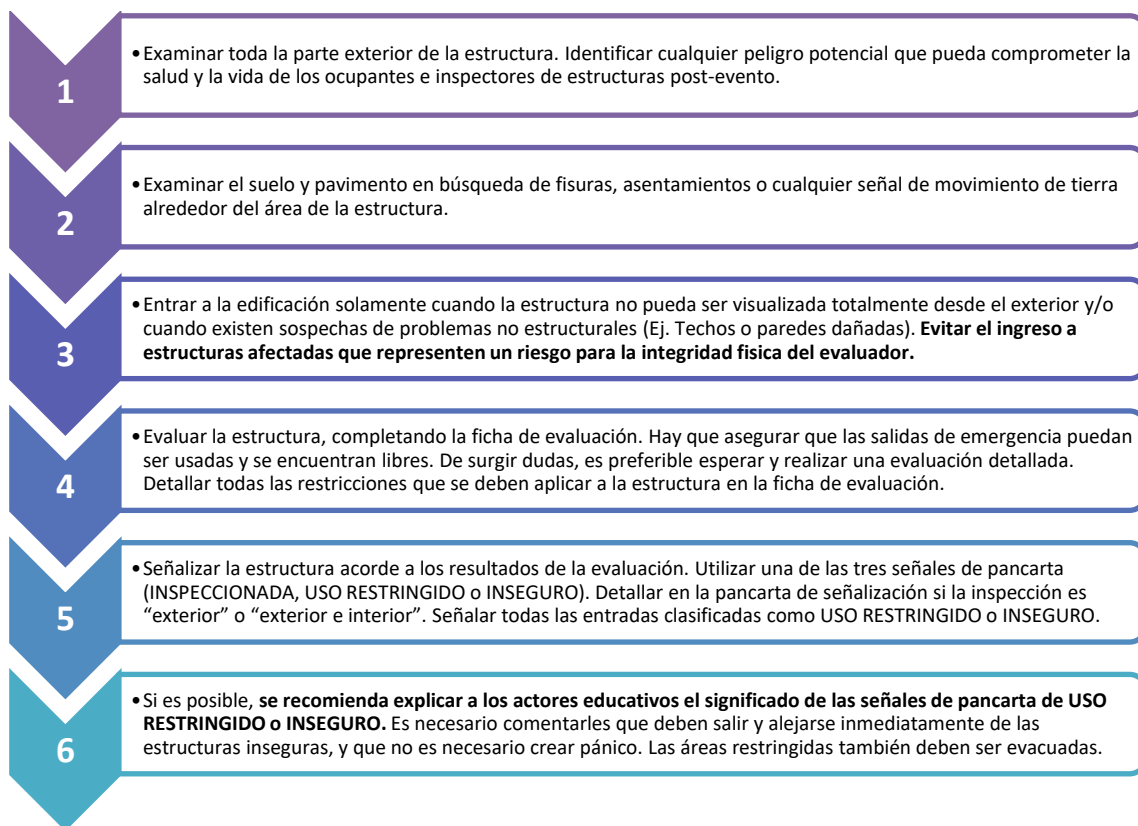 1
•Examinar toda la parte exterior de la estructura. Identificar cualquier peligro potencial que pueda comprometer la
salud y la vida de los ocupantes e inspectores de estructuras post-evento.
2
•Examinar el suelo y pavimento en búsqueda de fisuras, asentamientos o cualquier señal de movimiento de tierra
alrededor del área de la estructura.
3
•Entrar a la edificación solamente cuando la estructura no pueda ser visualizada totalmente desde el exterior y/o
cuando existen sospechas de problemas no estructurales (Ej. Techos o paredes dañadas). Evitar el ingreso a
estructuras afectadas que representen un riesgo para la integridad fisica del evaluador.
4
•Evaluar la estructura, completando la ficha de evaluación. Hay que asegurar que las salidas de emergencia puedan
ser usadas y se encuentran libres. De surgir dudas, es preferible esperar y realizar una evaluación detallada.
Detallar todas las restricciones que se deben aplicar a la estructura en la ficha de evaluación.
5
•Señalizar la estructura acorde a los resultados de la evaluación. Utilizar una de las tres señales de pancarta
(INSPECCIONADA, USO RESTRINGIDO o INSEGURO). Detallar en la pancarta de señalización si la inspección es
“exterior” o “exterior e interior”. Señalar todas las entradas clasificadas como USO RESTRINGIDO o INSEGURO.
6
•Si es posible, se recomienda explicar a los actores educativos el significado de las señales de pancarta de USO
RESTRINGIDO o INSEGURO. Es necesario comentarles que deben salir y alejarse inmediatamente de las
estructuras inseguras, y que no es necesario crear pánico. Las áreas restringidas también deben ser evacuadas.